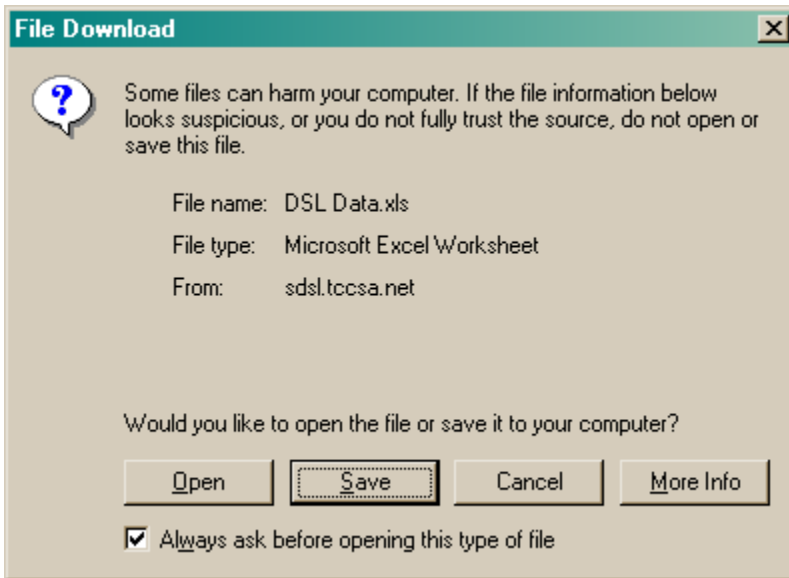 File Download
Some files can harm your computer. If the file information below
looks suspicious, or you do not fully trust the source, do not open or
save this file.
File name: DSL Data.xls
File type: Microsoft Excel Worksheet
From: sdsl.tccsa.net
Would you like to open the file or save it to your computer?
Open Save Cancel More Info
Always ask before opening this type of file